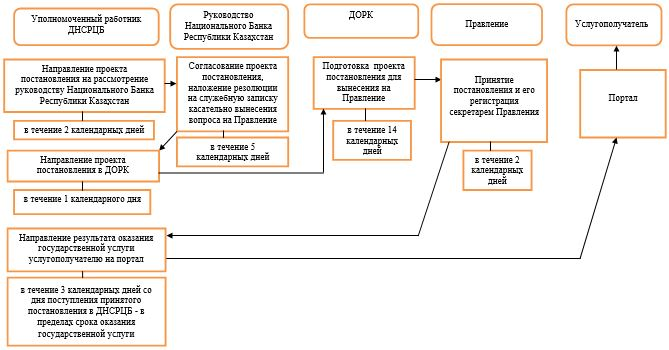 Уполномоченный работник
ДНСРЦБ
Руководство
Национального Банка
Республики Казахстан
ДОРК
Правление
Услугополучатель
Направление проекта
постановления на рассмотрение
руководству Национального Банка
Республики Казахстан
в течение 2 календарных дней
Согласование проекта
постановления,
наложение резолюции
на служебную записку
касательно вынесения
вопроса на Правление
в течение 5
календарных дней
Подготовка проекта
постановления для
вынесения на
Правление
в течение 14
календарных
дней
Принятие
постановления и его
регистрация
секретарем Правления
в течение 2
календарных
дней
Портал
Направление проекта
постановления в ДОРК
в течение 1 календарного дня
Направление результата оказания
государственной услуги
услугополучателю на портал
в течение 3 календарных дней со
дня поступления принятого
постановления в ДНСРЦБ - в
пределах срока оказания
государственной услуги